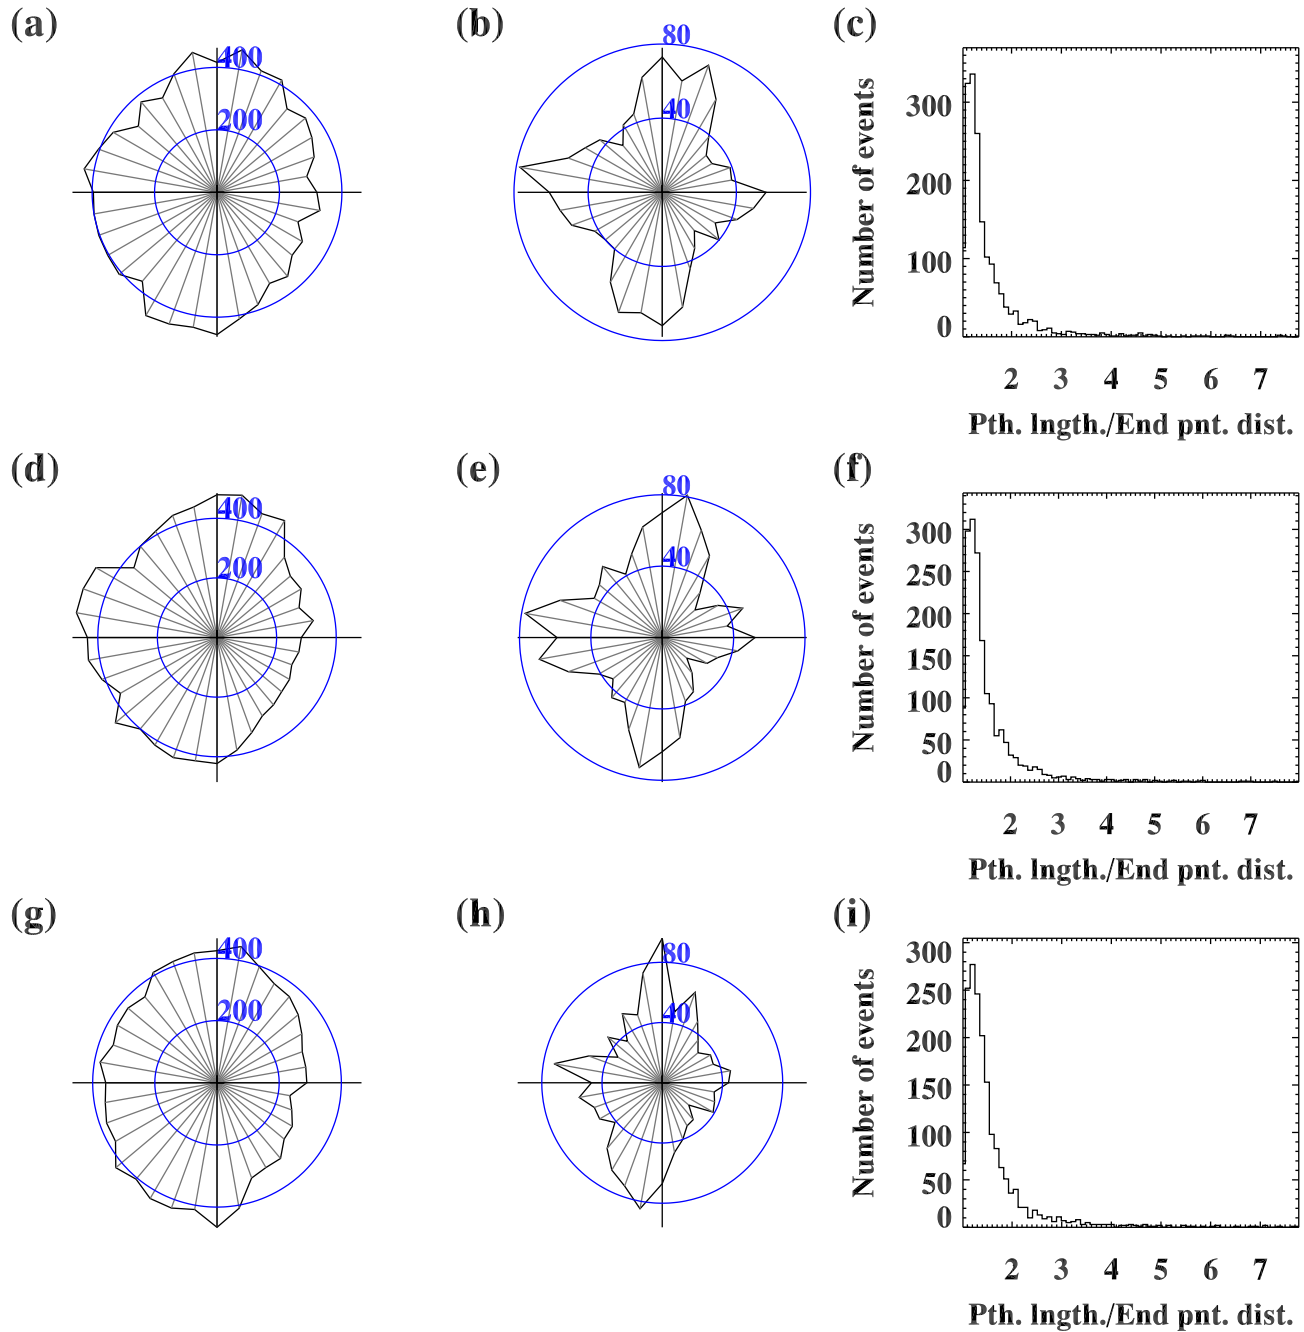 (a)
400
200
(b)
80
40
(c)
Number of events
300
200
100
0
2 3 4 5 6 7
Pth. lngth./End pnt. dist.
(d)
400
200
(e)
80
40
(f)
Number of events
300
250
200
150
100
50
0
2 3 4 5 6 7
Pth. lngth./End pnt. dist.
(g)
400
200
(h)
80
40
(i)
Number of events
300
250
200
150
100
50
0
2 3 4 5 6 7
Pth. lngth./End pnt. dist.